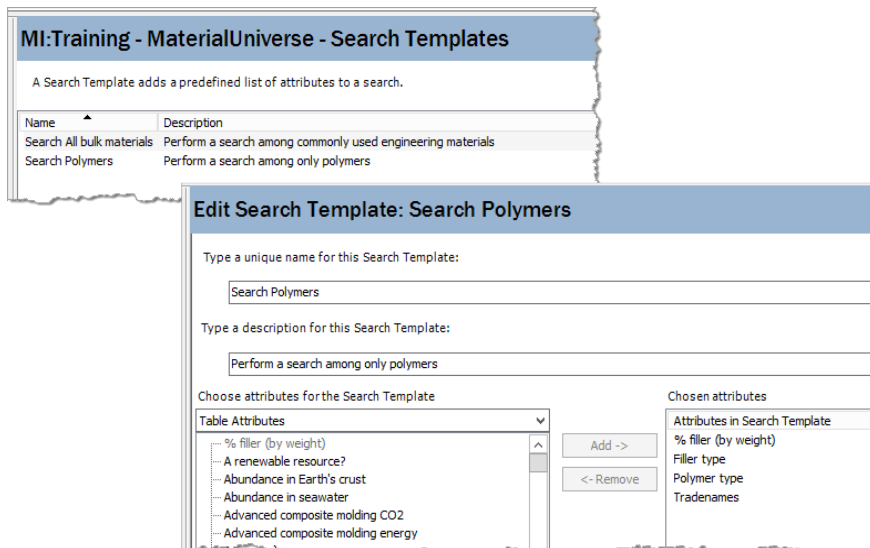 MI:Training - MaterialUniverse - Search Templates
A Search Template adds a predefined list of attributes to a search.
Name Description
Search All bulk materials Perform a search among commonly used engineering materials
Search Polymers Perform a search among only polymers
Edit Search Template: Search Polymers
Type a unique name for this Search Template:
Search Polymers
Type a description for this Search Template:
Perform a search among only polymers
Choose attributes for the Search Template
Table Attributes
% filler (by weight)
A renewable resource?
Abundance in Earth's crust
Abundance in seawater
Advanced composite molding CO2
Advanced composite molding energy
Add ->
<- Remove
Chosen attributes
Attributes in Search Template
% filler (by weight)
Filler type
Polymer type
Tradenames